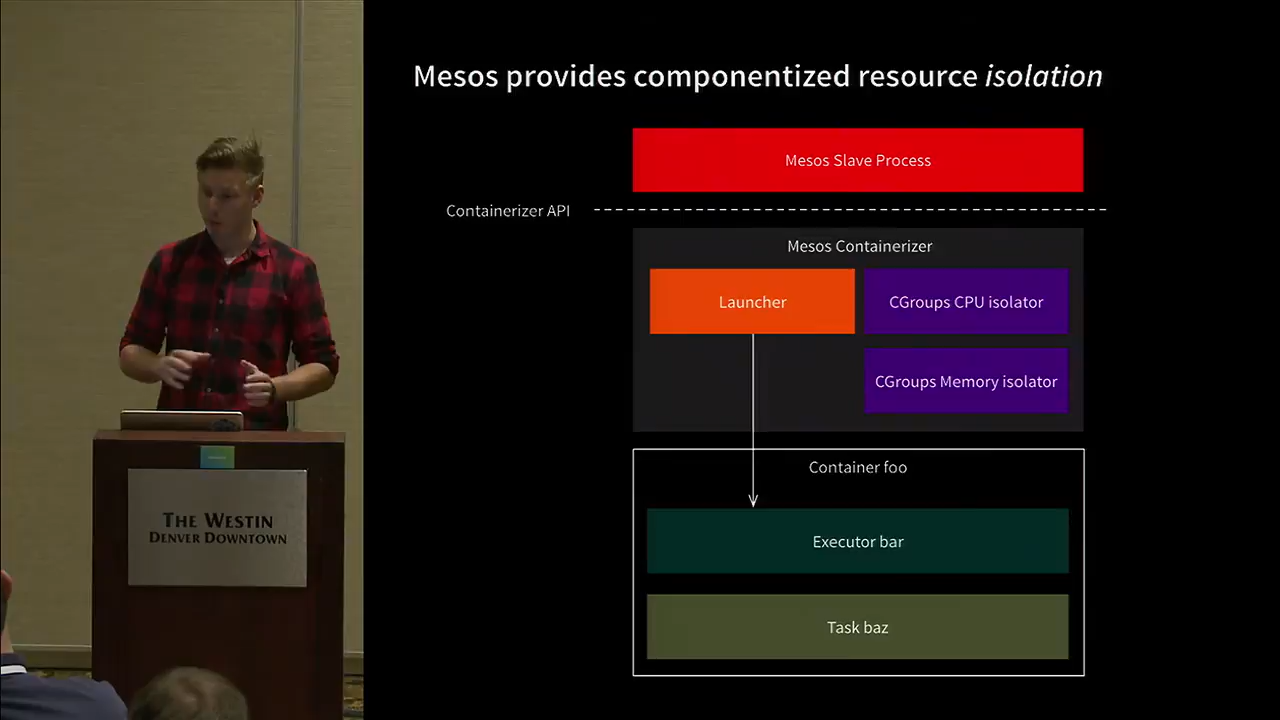 Mesos provides componentized resource isolation
Mesos Slave Process
Containerizer API
Mesos Containerizer
Launcher
CGroups CPU isolator
CGroups Memory isolator
Container foo
Executor bar
Task baz
THE WESTIN
DENVER DOWNTOWN